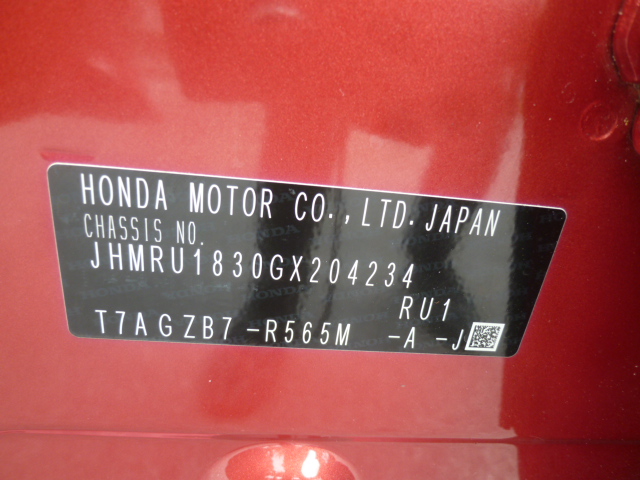 HONDA MOTOR CO.,LTD.JAPAN
CHASSIS NO.
JHMRU1830GX204234
RU1
T7AGZB7-R565M -A -J